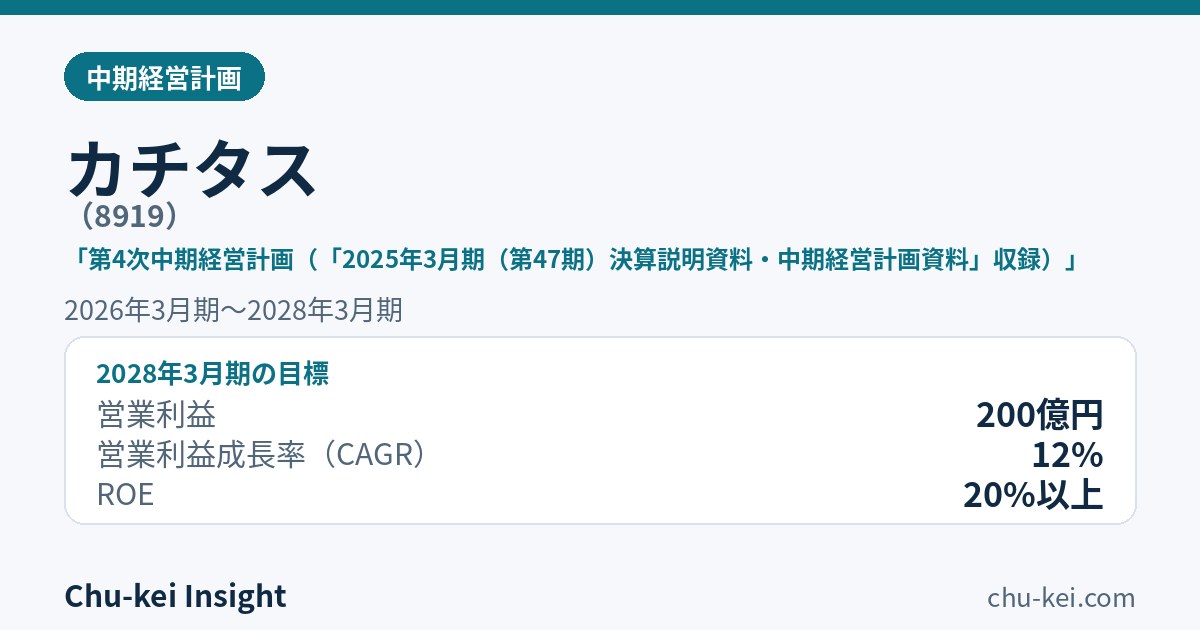 中期経営計画
カチタス
（8919）
「第4次中期経営計画（「2025年3月期（第47期）決算説明資料・中期経営計画資料」収録）」
2026年3月期〜2028年3月期
2028年3月期の目標
営業利益 200億円
営業利益成長率（CAGR） 12%
ROE 20%以上
Chu-kei Insight chu-kei.com